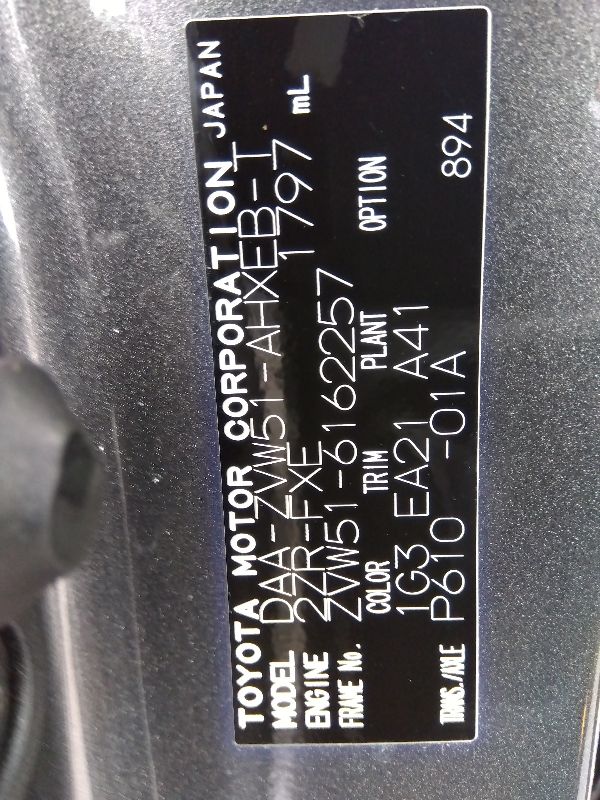 TOYOTA MOTOR CORPORATION JAPAN
MODEL DAA-ZVW51-AHXEB-T
ENGINE 2ZR-FXE 1797 mL
FRAME No. ZVW51-6162257
COLOR TRIM PLANT OPTION
1G3 EA21 A41
TRANS./AXLE P610 -01A 894